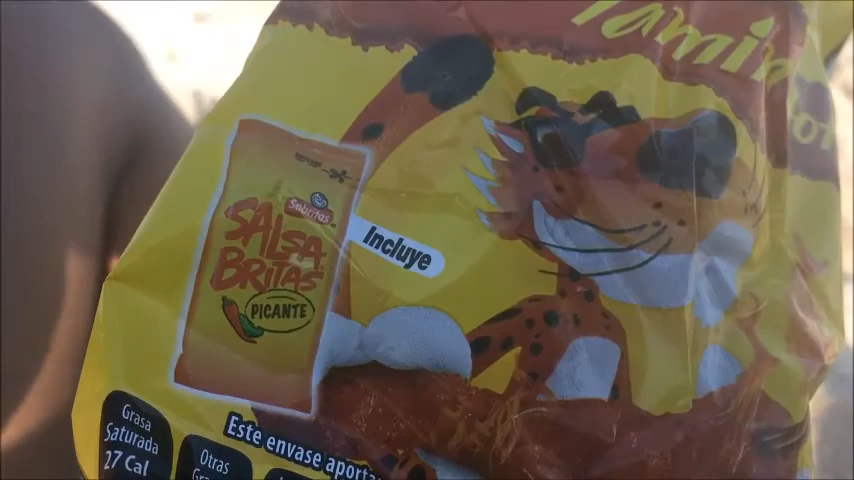 Sabritas
SALSA
BRITAS
PICANTE
Incluye
Grasa
Saturada
27 Cal
Otras
Este envase aporta